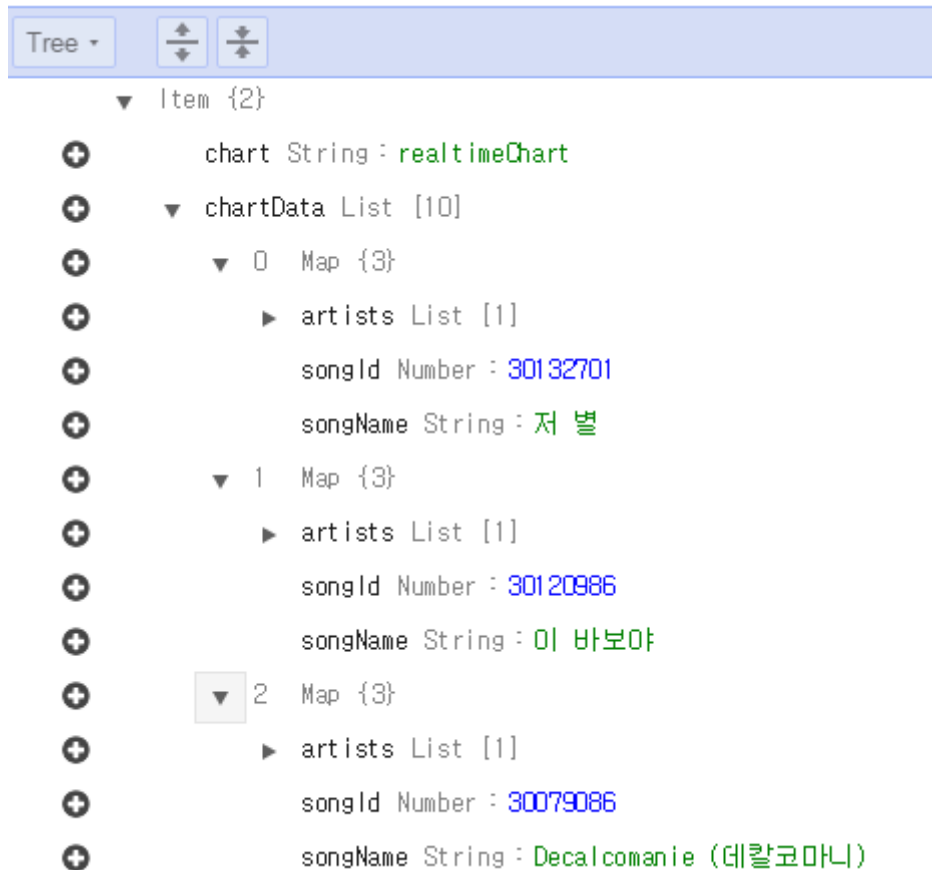 Tree
Item {2}
chart String : realtimeChart
chartData List [10]
0 Map {3}
artists List [1]
songId Number : 30132701
songName String : 저 별
1 Map {3}
artists List [1]
songId Number : 30120986
songName String : 이 바보야
2 Map {3}
artists List [1]
songId Number : 30079086
songName String : Decalcomanie (데칼코마니)